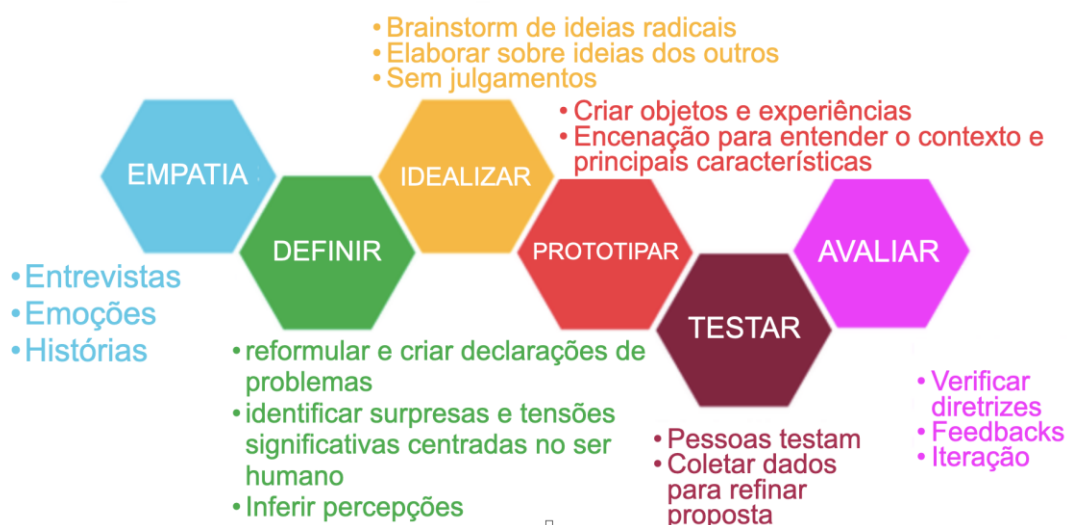 • Brainstorm de ideias radicais
• Elaborar sobre ideias dos outros
• Sem julgamentos
• Criar objetos e experiências
• Encenação para entender o contexto e
principais características
EMPATIA
IDEALIZAR
DEFINIR
PROTOTIPAR
AVALIAR
TESTAR
• Entrevistas
• Emoções
• Histórias
• reformular e criar declarações de
problemas
• identificar surpresas e tensões
significativas centradas no ser
humano
• Inferir percepções
• Pessoas testam
• Coletar dados
para refinar
proposta
• Verificar
diretrizes
• Feedbacks
• Iteração